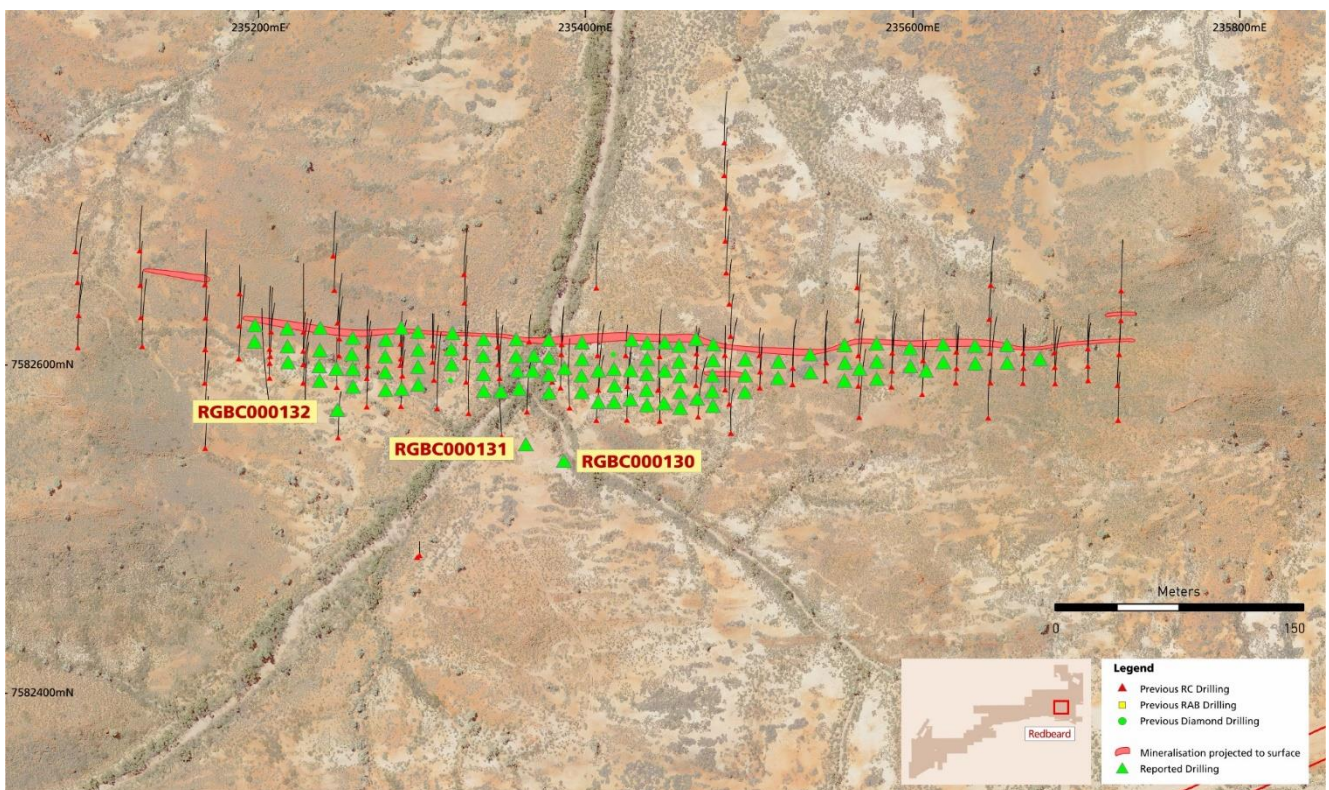 235200mE
235400mE
235600mE
235800mE
7582600mN
RGBC000132
RGBC000131
RGBC000130
Meters
0 150
7582400mN
Redbeard
Legend
Previous RC Drilling
Previous RAB Drilling
Previous Diamond Drilling
Mineralisation projected to surface
Reported Drilling